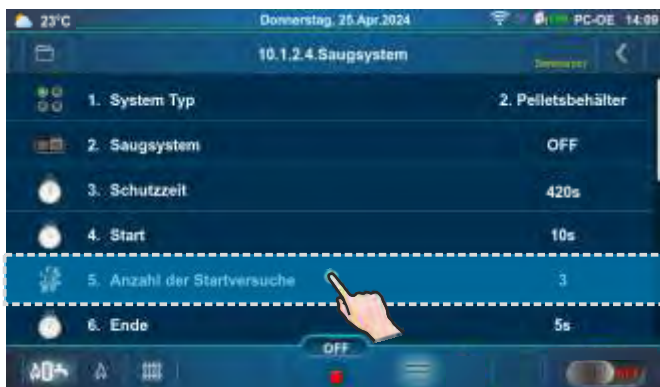 23°C Donnerstag, 25.Apr.2024 PC-OE 14:09
10.1.2.4.Saugsystem
1. System Typ 2. Pelletsbehälter
2. Saugsystem OFF
3. Schutzzeit 420s
4. Start 10s
5. Anzahl der Startversuche 3
6. Ende 5s
OFF
OFF